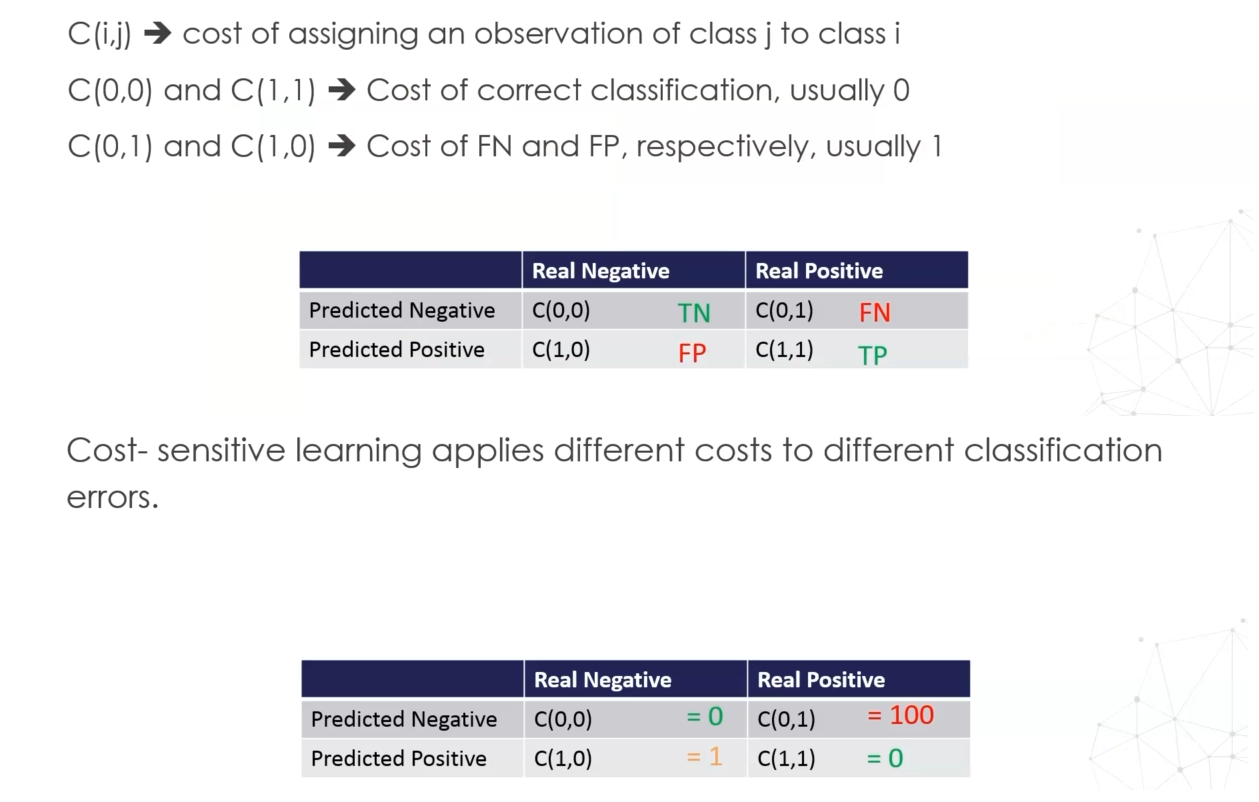 C(i,j) ➔ cost of assigning an observation of class j to class i
C(0,0) and C(1,1) ➔ Cost of correct classification, usually 0
C(0,1) and C(1,0) ➔ Cost of FN and FP, respectively, usually 1
Real Negative Real Positive
Predicted Negative C(0,0) TN C(0,1) FN
Predicted Positive C(1,0) FP C(1,1) TP
Cost- sensitive learning applies different costs to different classification
errors.
Real Negative Real Positive
Predicted Negative C(0,0) = 0 C(0,1) = 100
Predicted Positive C(1,0) = 1 C(1,1) = 0